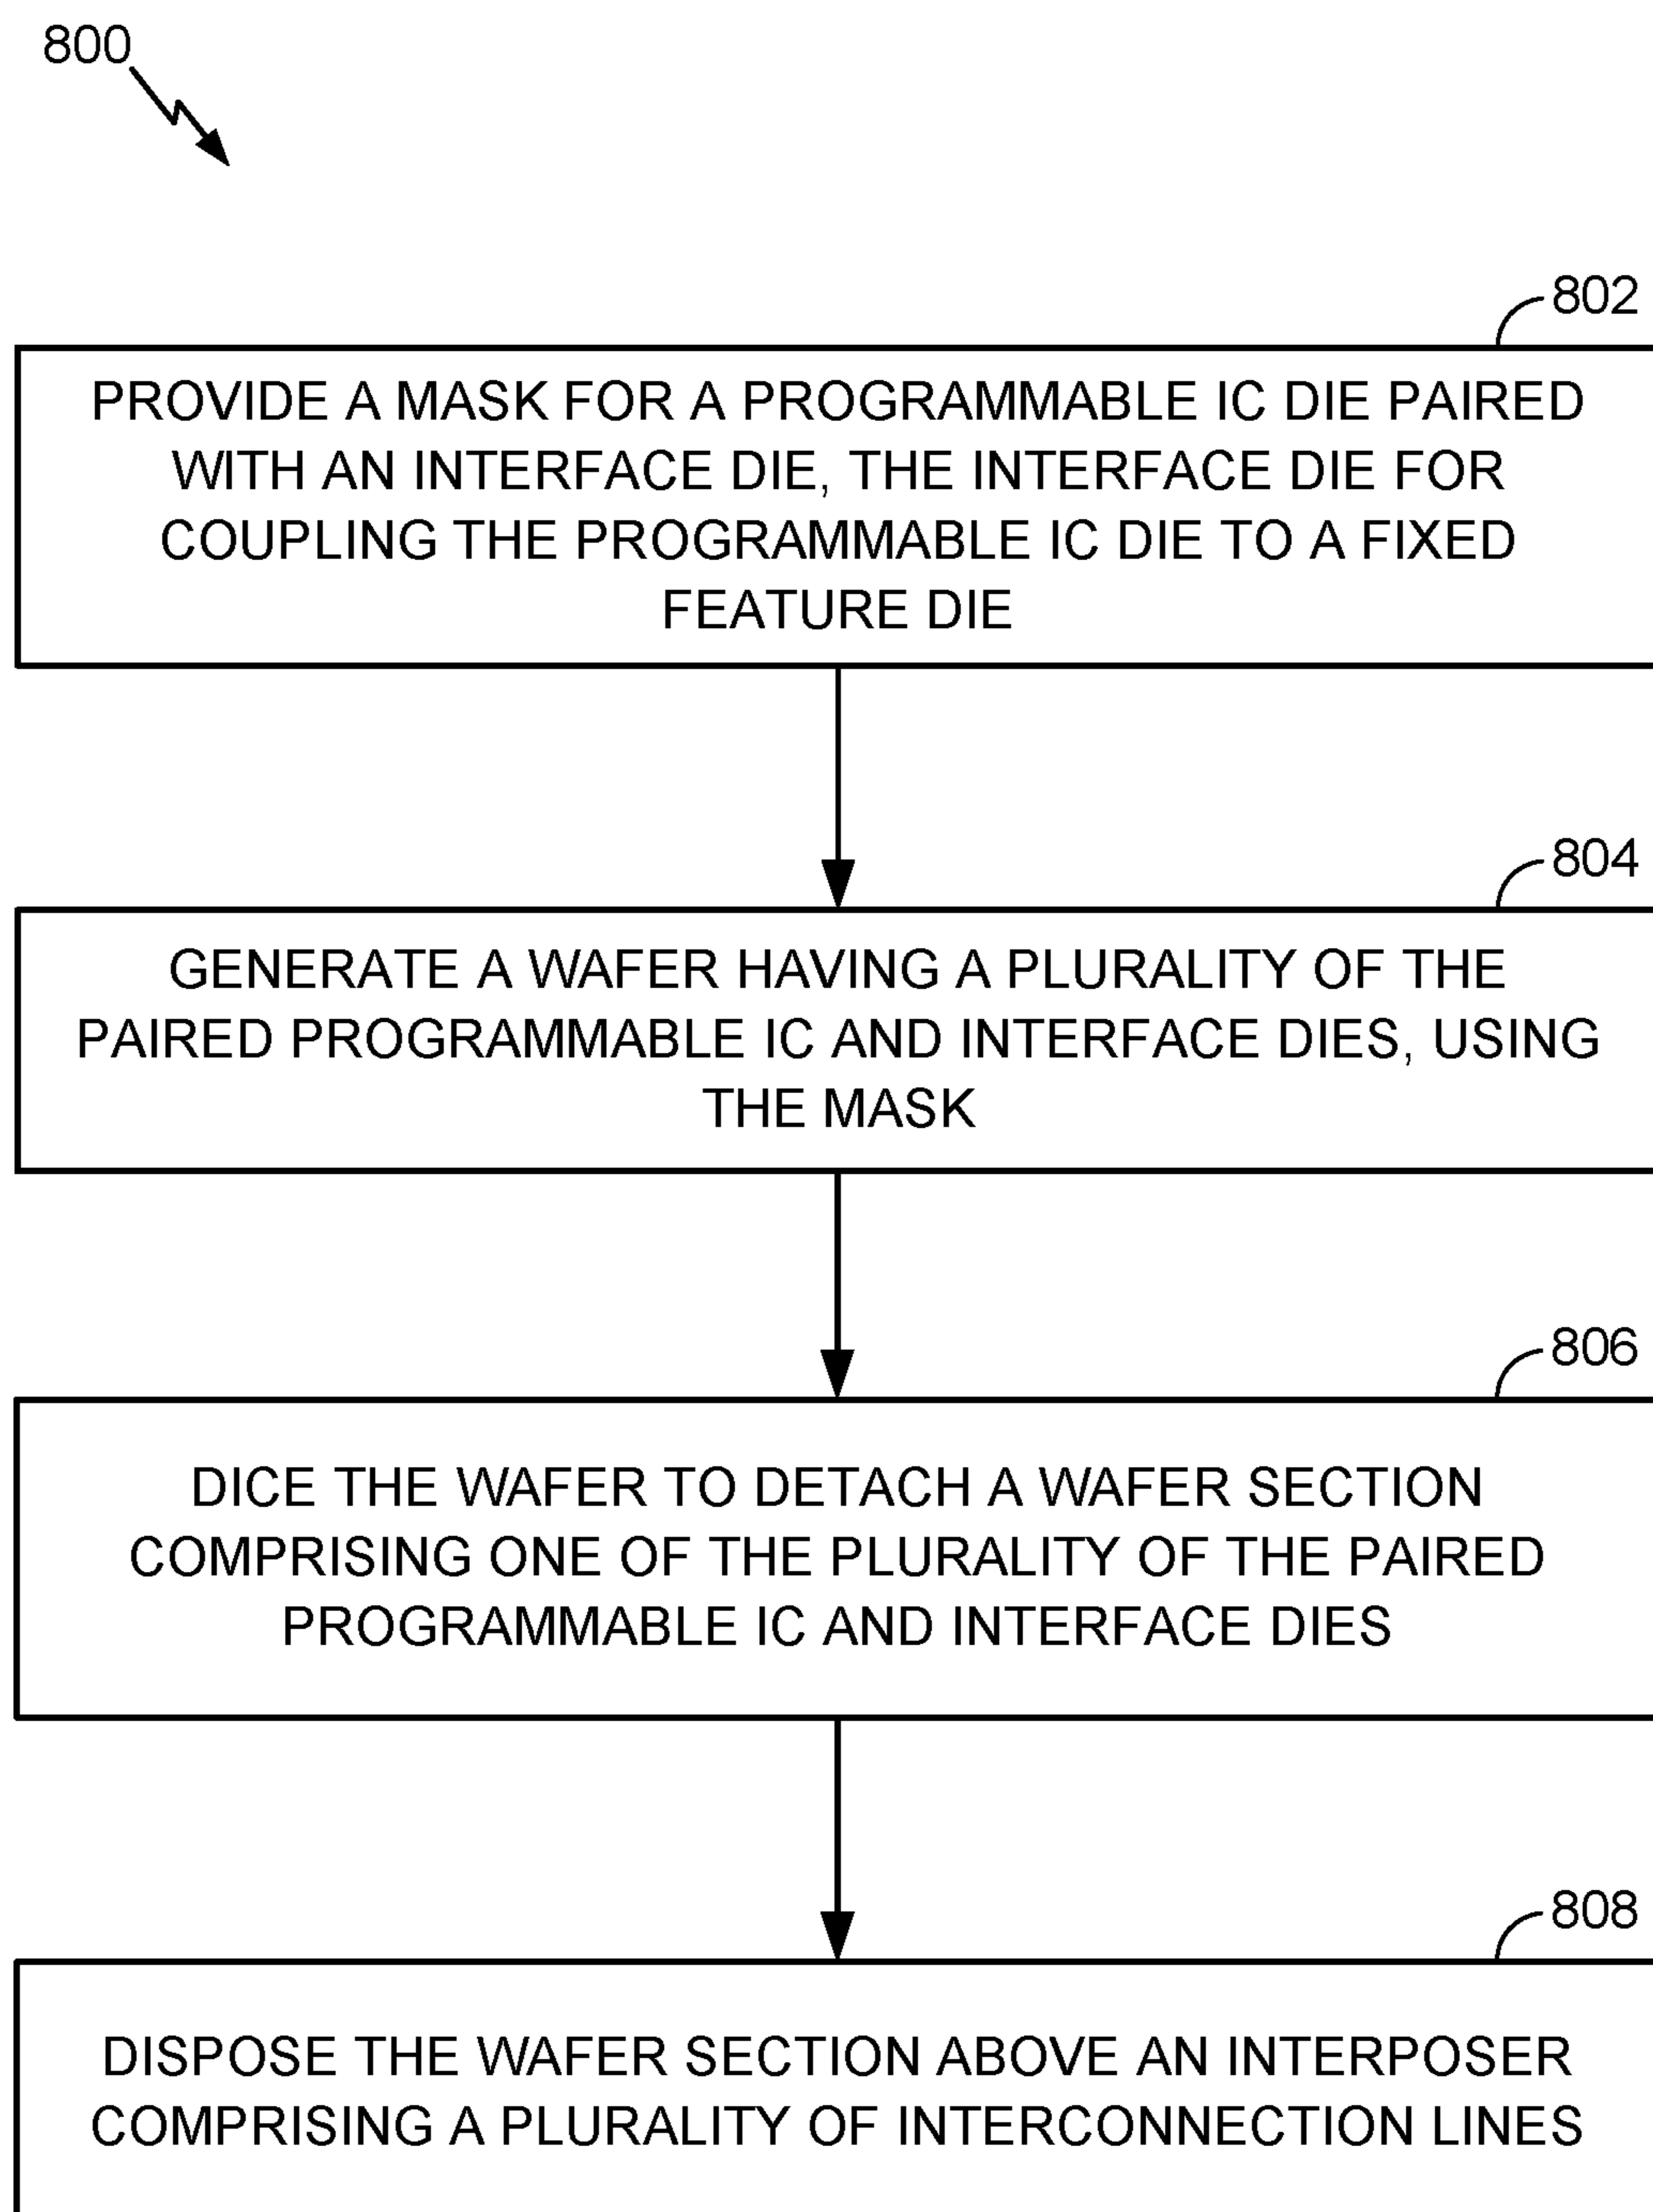 800
802
PROVIDE A MASK FOR A PROGRAMMABLE IC DIE PAIRED
WITH AN INTERFACE DIE, THE INTERFACE DIE FOR
COUPLING THE PROGRAMMABLE IC DIE TO A FIXED
FEATURE DIE
804
GENERATE A WAFER HAVING A PLURALITY OF THE
PAIRED PROGRAMMABLE IC AND INTERFACE DIES, USING
THE MASK
806
DICE THE WAFER TO DETACH A WAFER SECTION
COMPRISING ONE OF THE PLURALITY OF THE PAIRED
PROGRAMMABLE IC AND INTERFACE DIES
808
DISPOSE THE WAFER SECTION ABOVE AN INTERPOSER
COMPRISING A PLURALITY OF INTERCONNECTION LINES